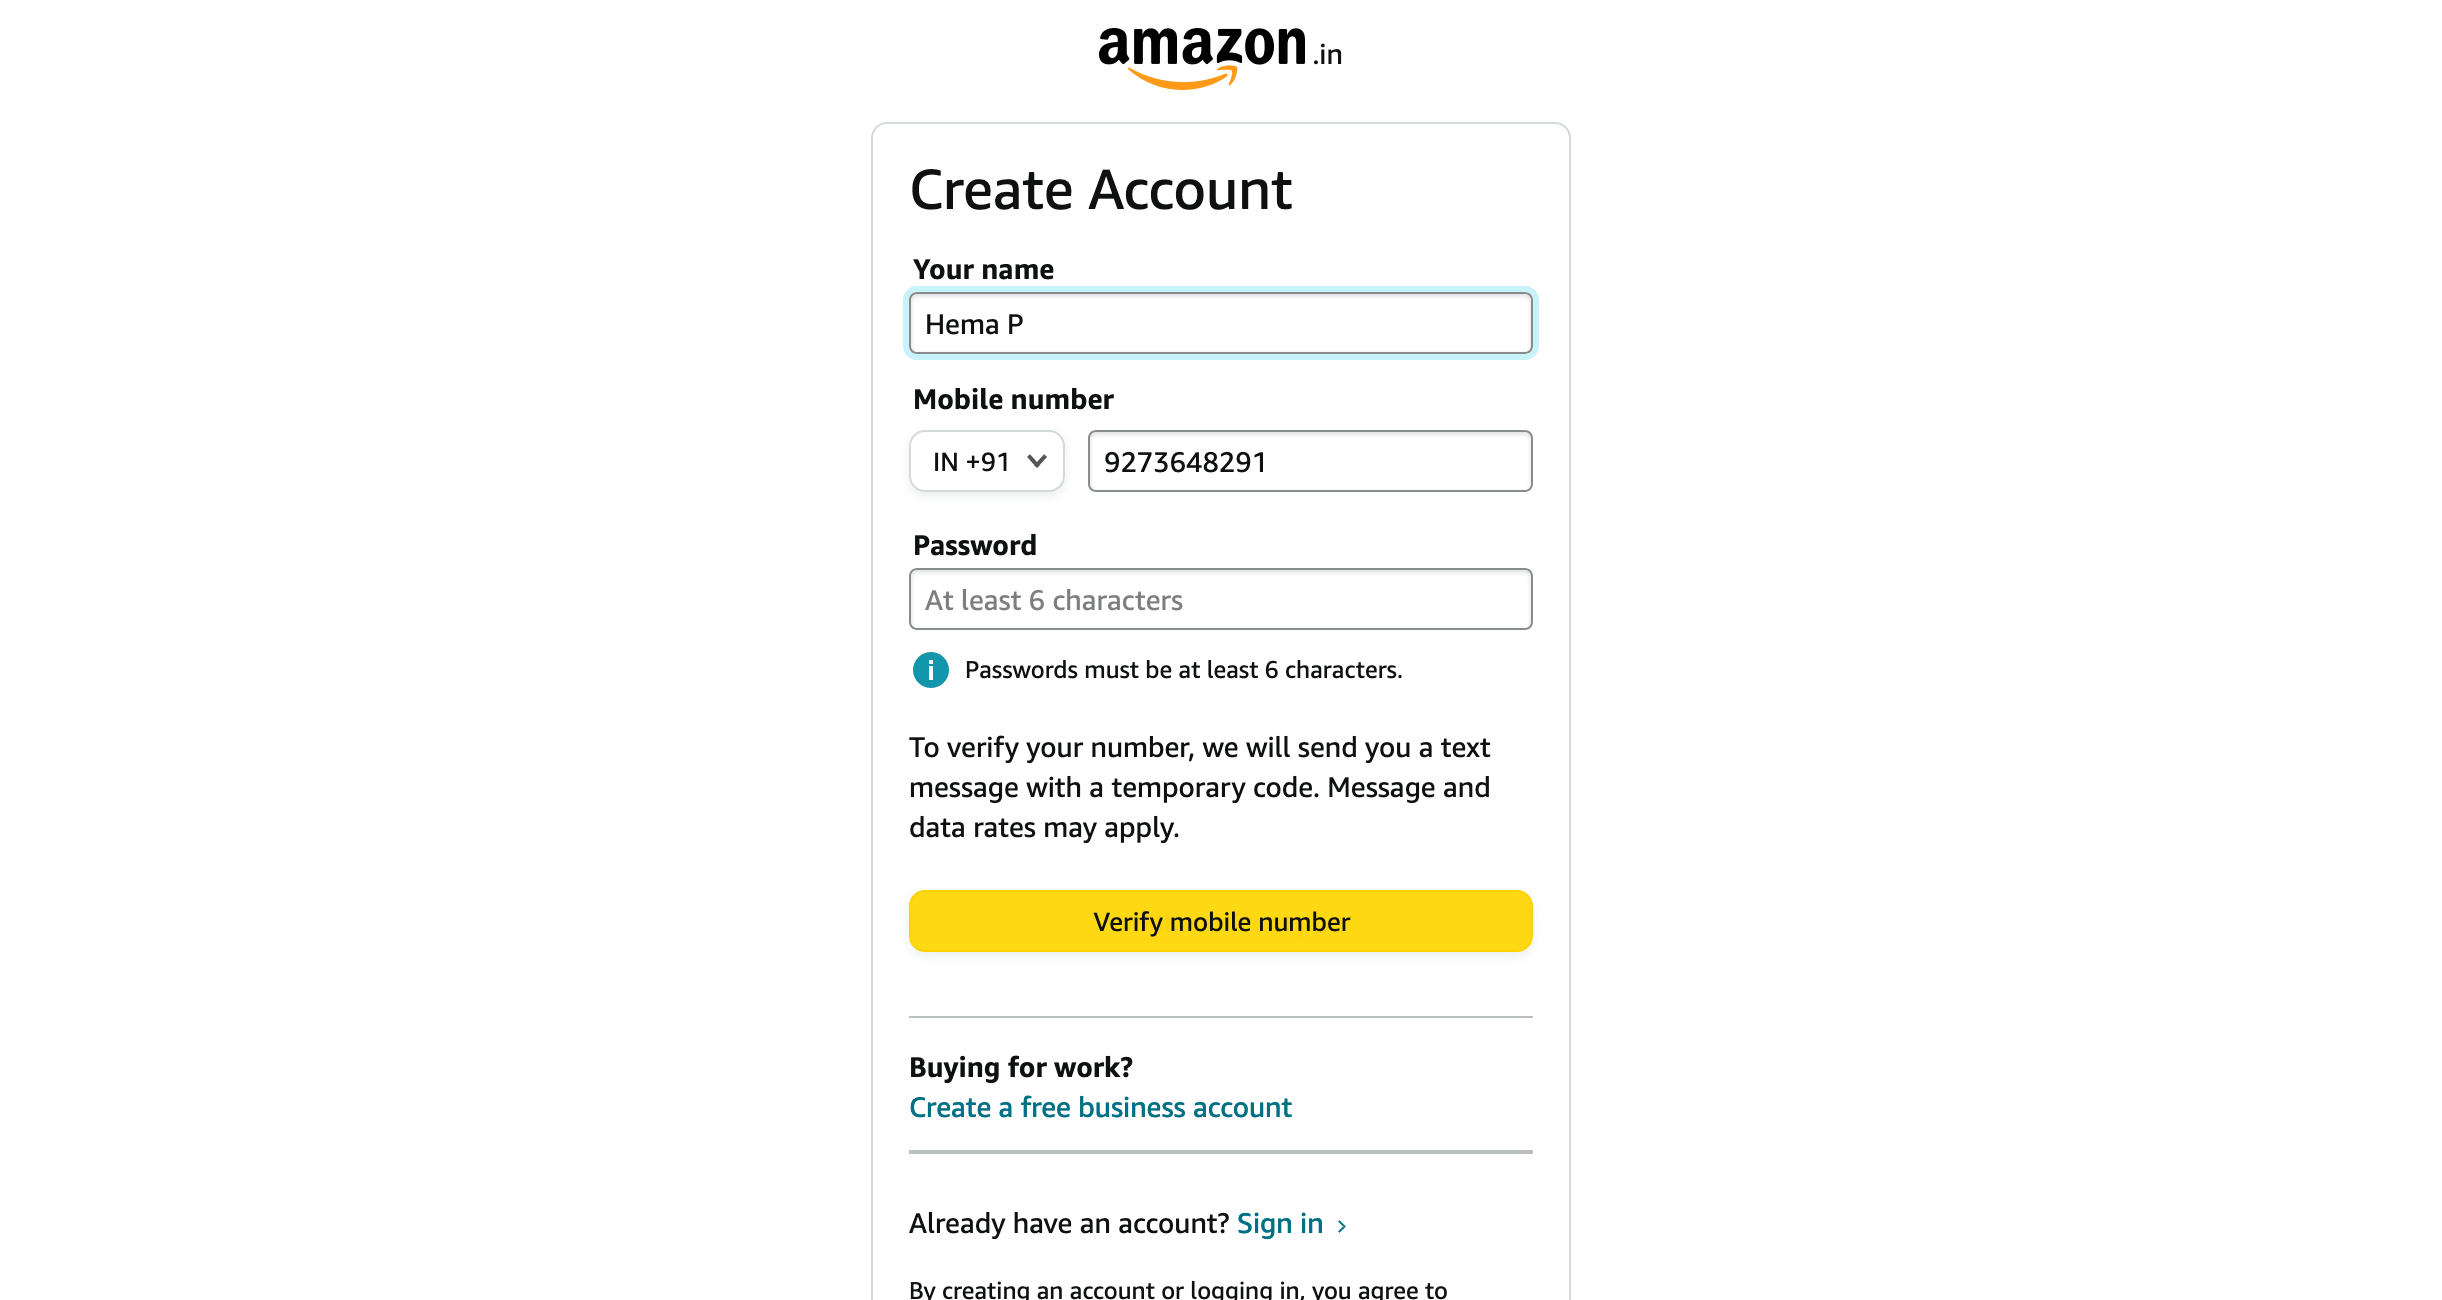 amazon.in
Create Account
Your name
Hema P
Mobile number
IN +91 9273648291
Password
At least 6 characters
i Passwords must be at least 6 characters.
To verify your number, we will send you a text
message with a temporary code. Message and
data rates may apply.
Verify mobile number
Buying for work?
Create a free business account
Already have an account? Sign in ›
By creating an account or logging in, you agree to